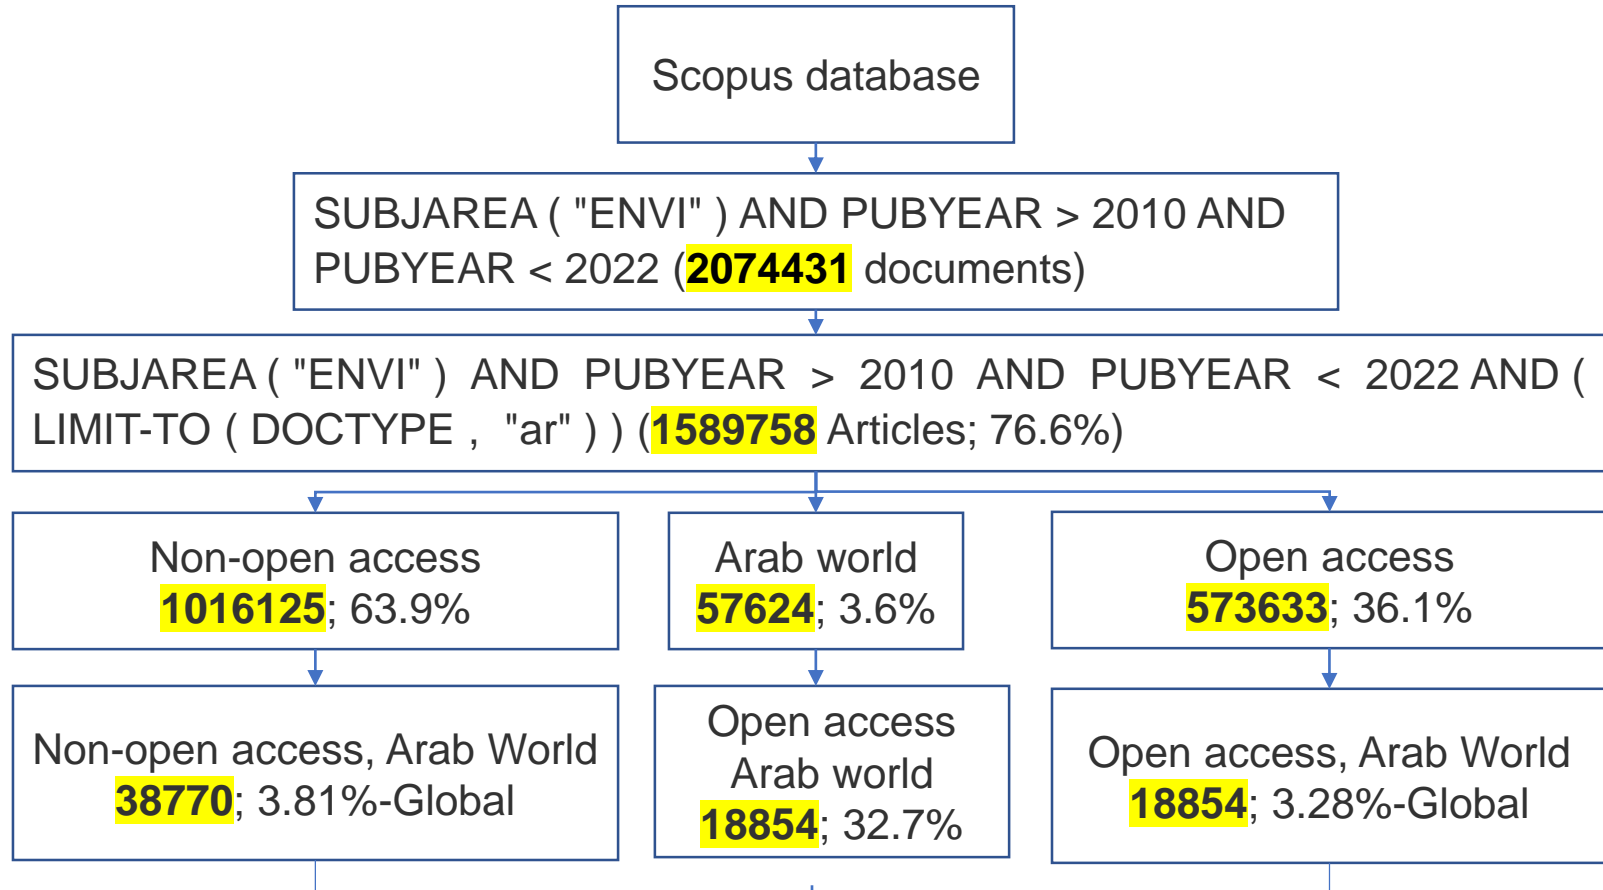 Scopus database
SUBJAREA ( "ENVI" ) AND PUBYEAR > 2010 AND
PUBYEAR < 2022 (2074431 documents)
SUBJAREA ( "ENVI" ) AND PUBYEAR > 2010 AND PUBYEAR < 2022 AND (
LIMIT-TO ( DOCTYPE , "ar" ) ) (1589758 Articles; 76.6%)
Non-open access
1016125; 63.9%
Arab world
57624; 3.6%
Open access
573633; 36.1%
Non-open access, Arab World
38770; 3.81%-Global
Open access
Arab world
18854; 32.7%
Open access, Arab World
18854; 3.28%-Global